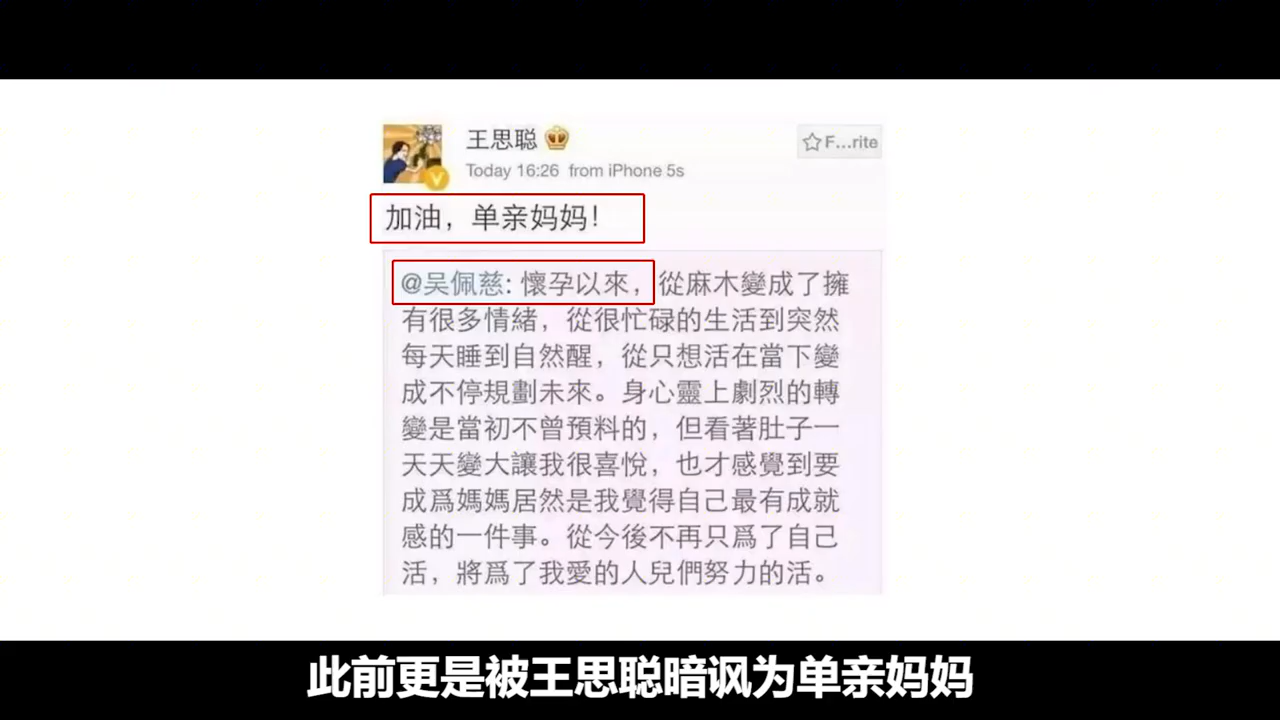 王思聪
F...rite
Today 16:26 from iPhone 5s
加油，单亲妈妈！
@吴佩慈: 懷孕以來，從麻木變成了擁
有很多情緒，從很忙碌的生活到突然
每天睡到自然醒，從只想活在當下變
成不停規劃未來。身心靈上劇烈的轉
變是當初不曾預料的，但看著肚子一
天天變大讓我很喜悅，也才感覺到要
成爲媽媽居然是我覺得自己最有成就
感的一件事。從今後不再只爲了自己
活，將爲了我愛的人兒們努力的活。
此前更是被王思聪暗讽为单亲妈妈